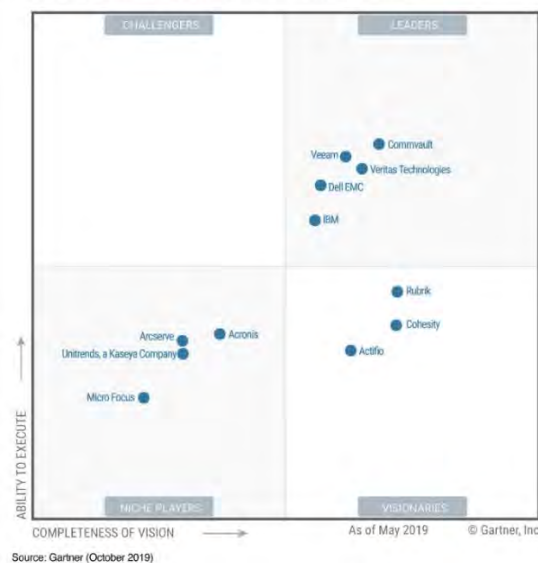 CHALLENGERS
LEADERS
Commvault
Veeam
Veritas Technologies
Dell EMC
IBM
Rubrik
Cohesity
Actifio
Arcserve
Acronis
Unitrends, a Kaseya Company
Micro Focus
ABILITY TO EXECUTE
NICHE PLAYERS
VISIONARIES
COMPLETENESS OF VISION
As of May 2019
© Gartner, Inc
Source: Gartner (October 2019)